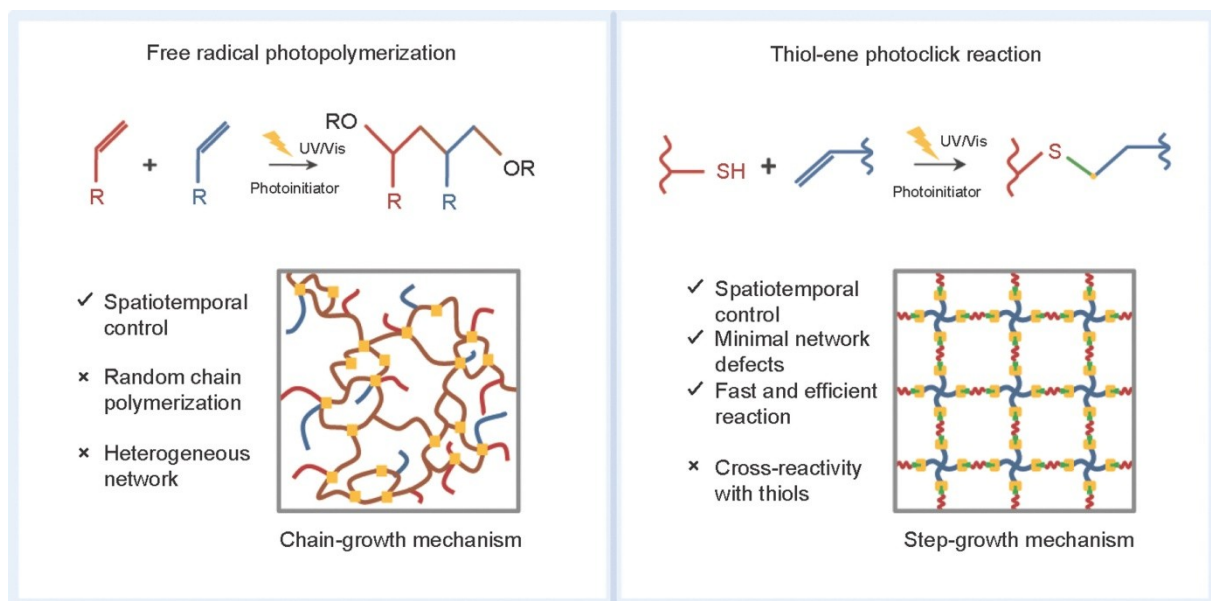 Free radical photopolymerization
RO
UV/Vis
+
Photoinitiator
OR
R
R
R
R
✓ Spatiotemporal
control
× Random chain
polymerization
× Heterogeneous
network
Chain-growth mechanism
Thiol-ene photoclick reaction
UV/Vis
SH
+
S
Photoinitiator
✓ Spatiotemporal
control
✓ Minimal network
defects
✓ Fast and efficient
reaction
× Cross-reactivity
with thiols
Step-growth mechanism